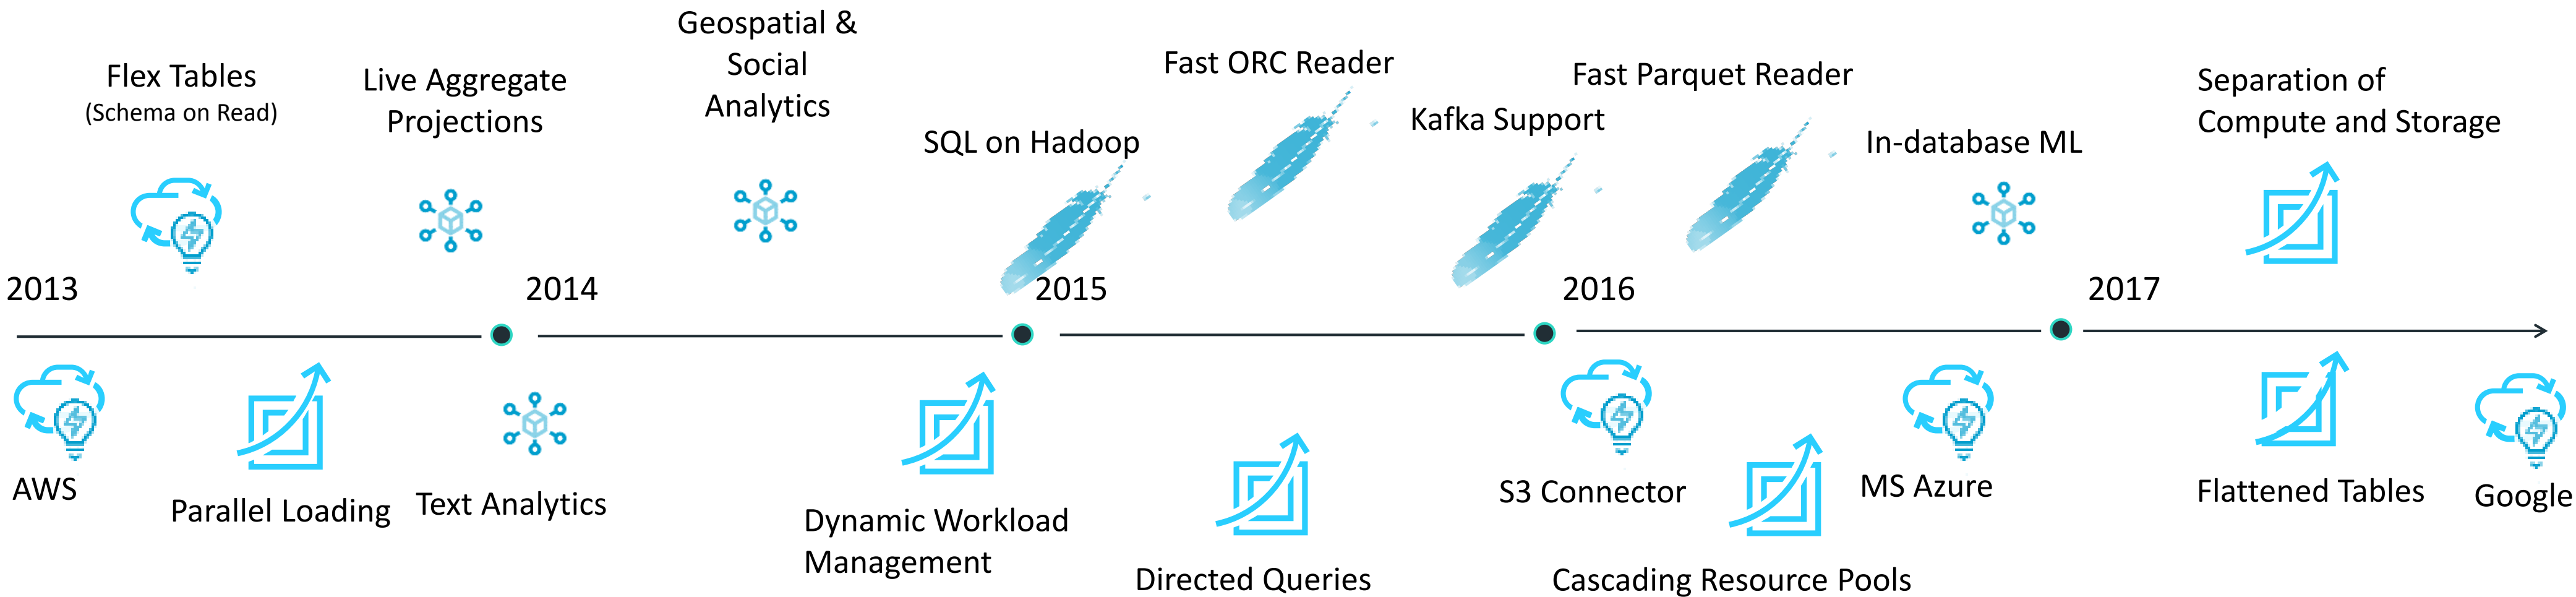 Flex Tables
(Schema on Read)
Live Aggregate
Projections
Geospatial &
Social
Analytics
SQL on Hadoop
Fast ORC Reader
Kafka Support
Fast Parquet Reader
In-database ML
Separation of
Compute and Storage
2013
2014
2015
2016
2017
AWS
Parallel Loading
Text Analytics
Dynamic Workload
Management
Directed Queries
S3 Connector
Cascading Resource Pools
MS Azure
Flattened Tables
Google